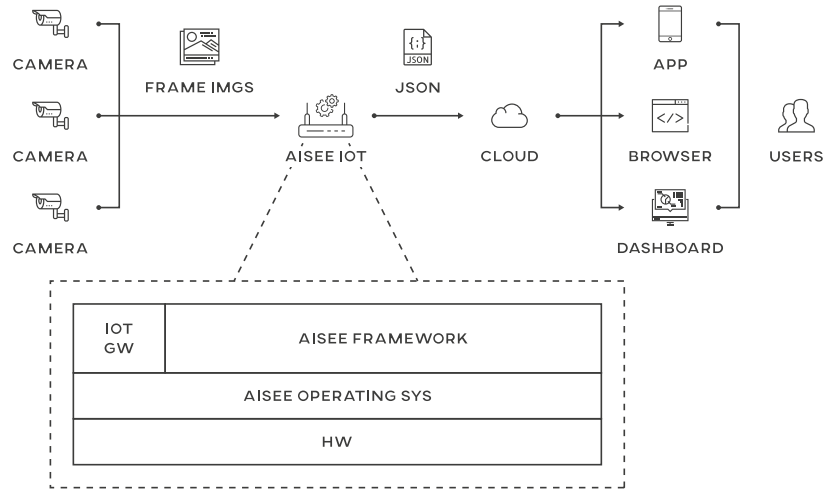 CAMERA
CAMERA
CAMERA
FRAME IMGS
AISEE IOT
{;}
JSON
JSON
CLOUD
APP
</>
BROWSER
DASHBOARD
USERS
IOT
GW
AISEE FRAMEWORK
AISEE OPERATING SYS
HW